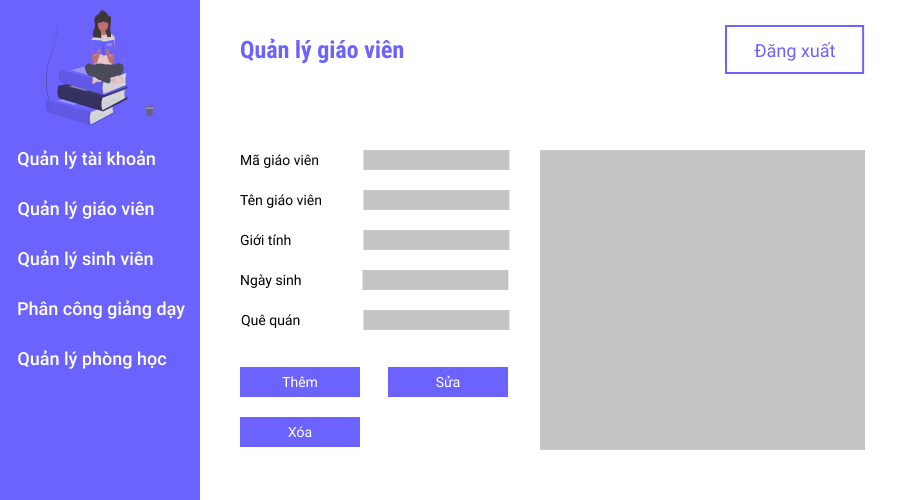 Quản lý tài khoản
Quản lý giáo viên
Quản lý sinh viên
Phân công giảng dạy
Quản lý phòng học
Quản lý giáo viên
Đăng xuất
Mã giáo viên
Tên giáo viên
Giới tính
Ngày sinh
Quê quán
Thêm
Sửa
Xóa